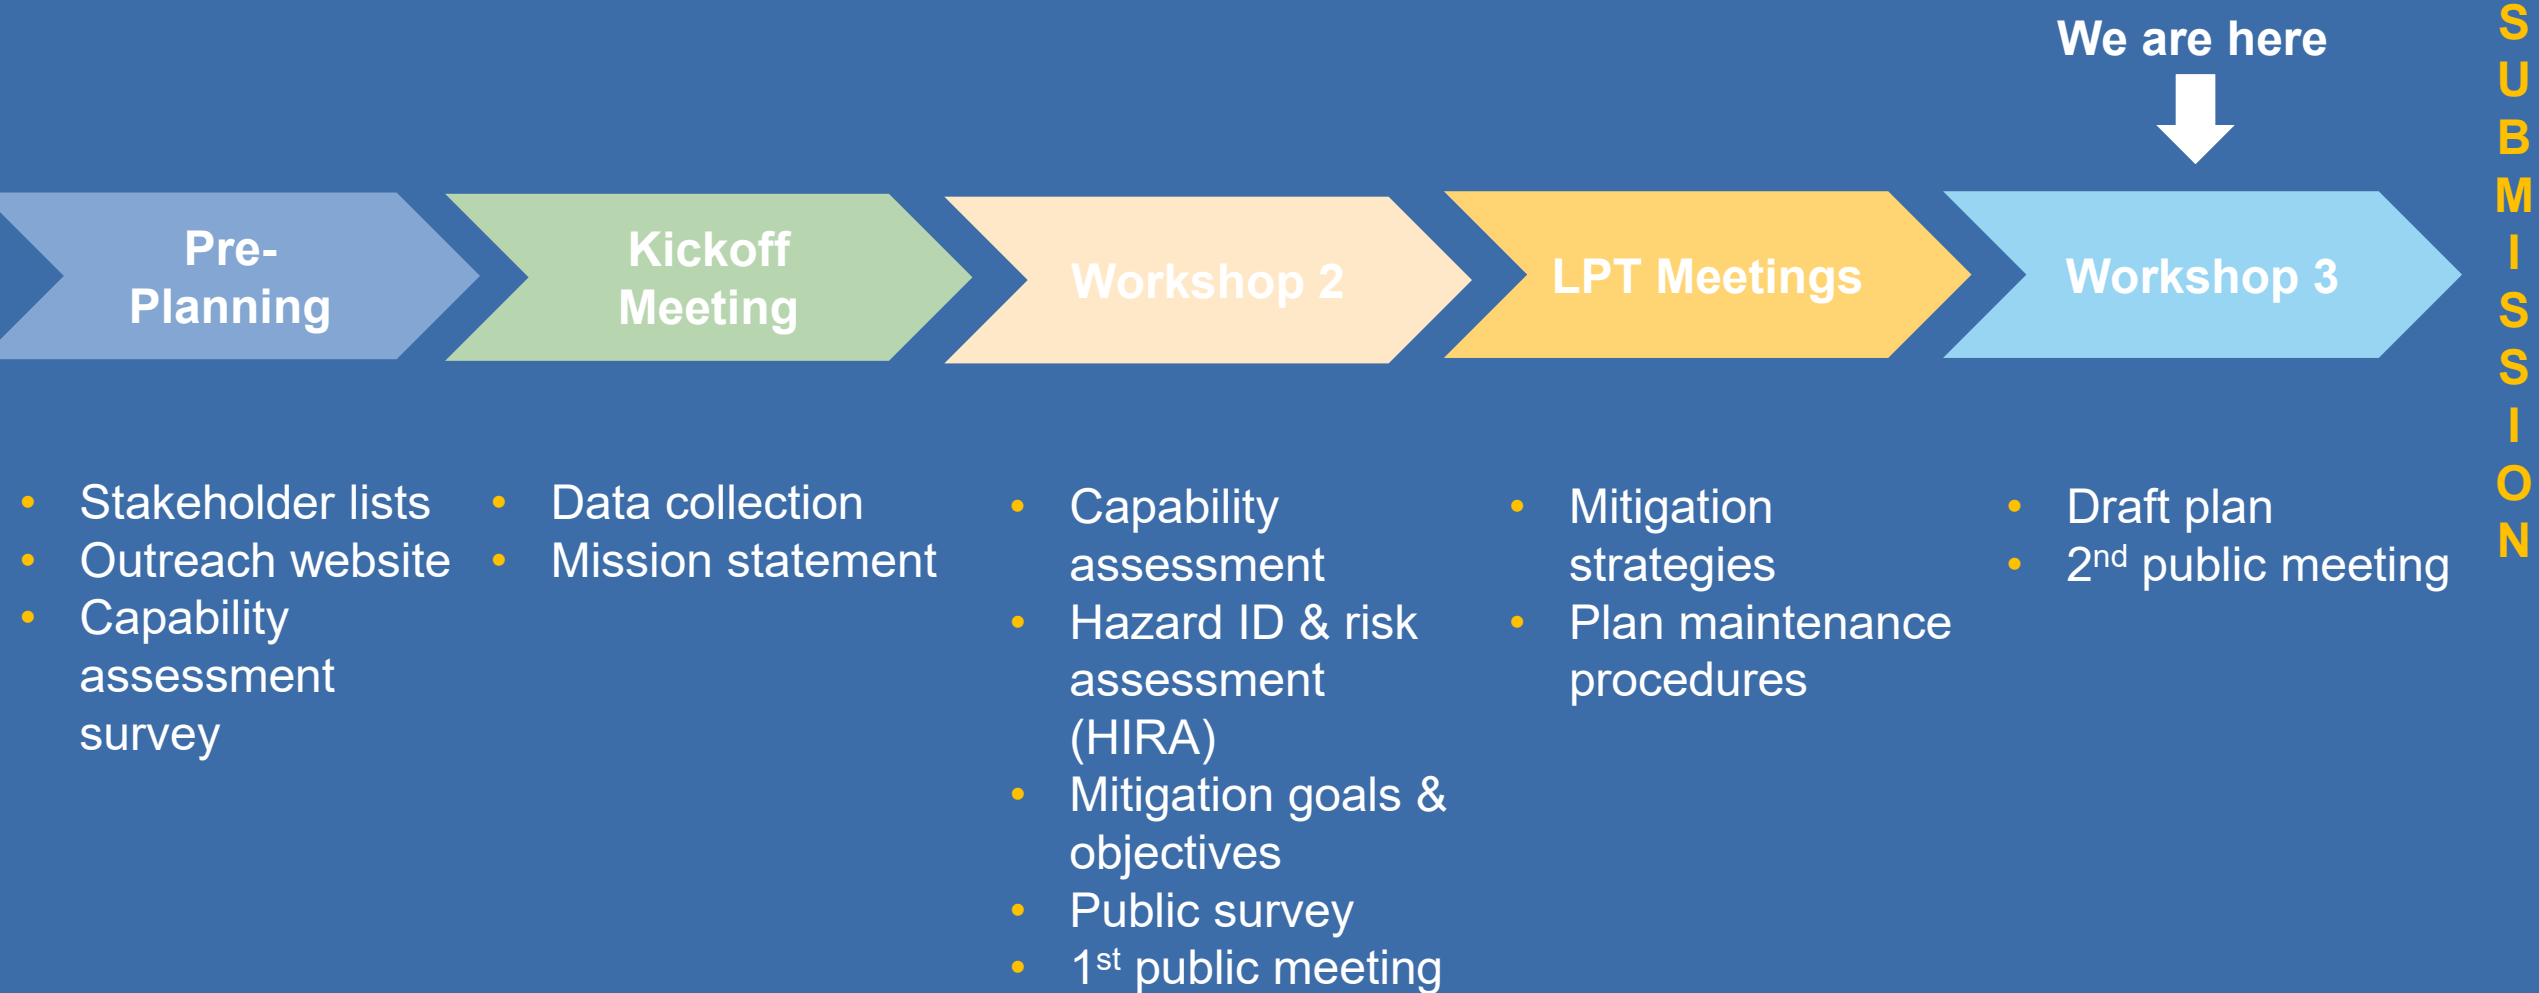 We are here
Pre-
Planning
Kickoff
Meeting
Workshop 2
LPT Meetings
Workshop 3
• Stakeholder lists
• Outreach website
• Capability
assessment
survey
• Data collection
• Mission statement
• Capability
assessment
• Hazard ID & risk
assessment
(HIRA)
• Mitigation goals &
objectives
• Public survey
• 1st public meeting
• Mitigation
strategies
• Plan maintenance
procedures
• Draft plan
• 2nd public meeting
S
U
B
M
I
S
S
I
O
N